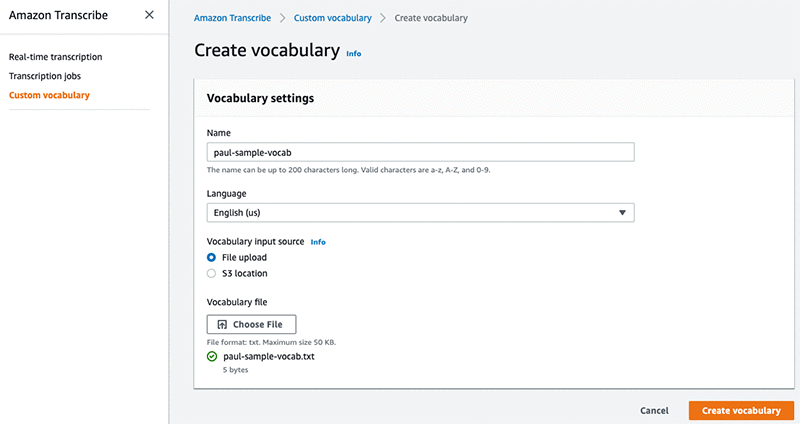 Amazon Transcribe
Real-time transcription
Transcription jobs
Custom vocabulary
Amazon Transcribe > Custom vocabulary > Create vocabulary
Create vocabulary Info
Vocabulary settings
Name
paul-sample-vocab
The name can be up to 200 characters long. Valid characters are a-z, A-Z, and 0-9.
Language
English (us)
Vocabulary input source Info
File upload
S3 location
Vocabulary file
Choose File
File format: txt. Maximum size 50 KB.
paul-sample-vocab.txt
5 bytes
Cancel Create vocabulary